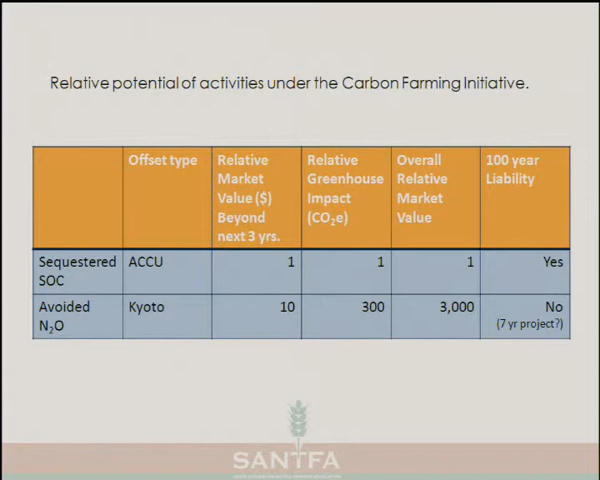 Relative potential of activities under the Carbon Farming Initiative.
Offset type
Relative
Market
Value ($)
Beyond
next 3 yrs.
Relative
Greenhouse
Impact
(CO₂e)
Overall
Relative
Market
Value
100 year
Liability
Sequestered
SOC
ACCU
1
1
1
Yes
Avoided
N₂O
Kyoto
10
300
3,000
No
(7 yr project?)
SANTFA